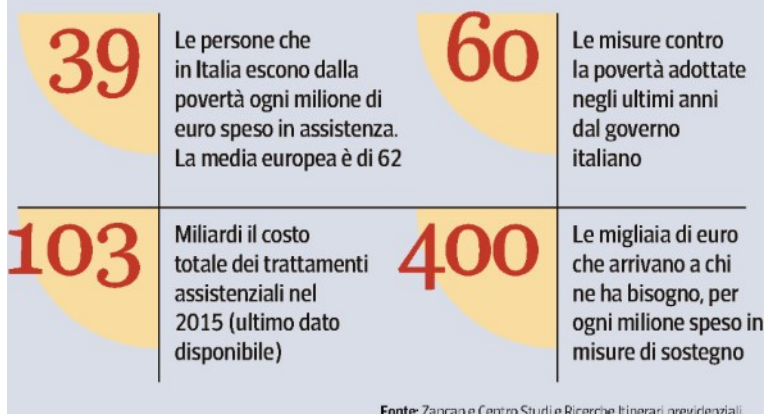 39
Le persone che
in Italia escono dalla
povertà ogni milione di
euro speso in assistenza.
La media europea è di 62
60
Le misure contro
la povertà adottate
negli ultimi anni
dal governo
italiano
103
Miliardi il costo
totale dei trattamenti
assistenziali nel
2015 (ultimo dato
disponibile)
400
Le migliaia di euro
che arrivano a chi
ne ha bisogno, per
ogni milione speso in
misure di sostegno
Fonte: Zancan e Centro Studi e Ricerche Itinerari previdenziali